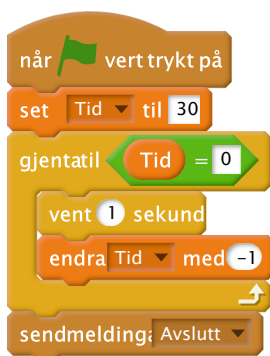 når vert trykt på
set Tid til 30
gjentatil Tid = 0
vent 1 sekund
endra Tid med -1
sendmeldinga Avslutt